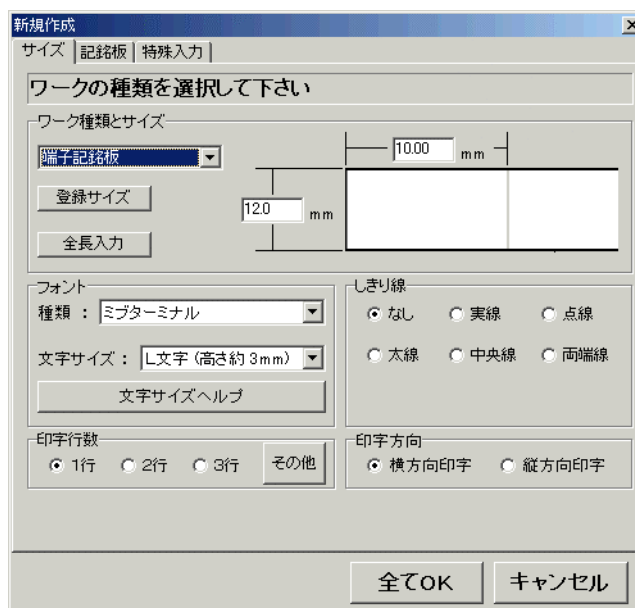 新規作成
サイズ 記銘板 特殊入力
ワークの種類を選択して下さい
ワーク種類とサイズ
端子記銘板
10.00 mm
登録サイズ
12.0 mm
全長入力
フォント
種類 : ミブターミナル
文字サイズ : L文字 (高さ約3mm)
文字サイズヘルプ
しきり線
なし 実線 点線
太線 中央線 両端線
印字行数
1行 2行 3行 その他
印字方向
横方向印字 縦方向印字
全てOK キャンセル